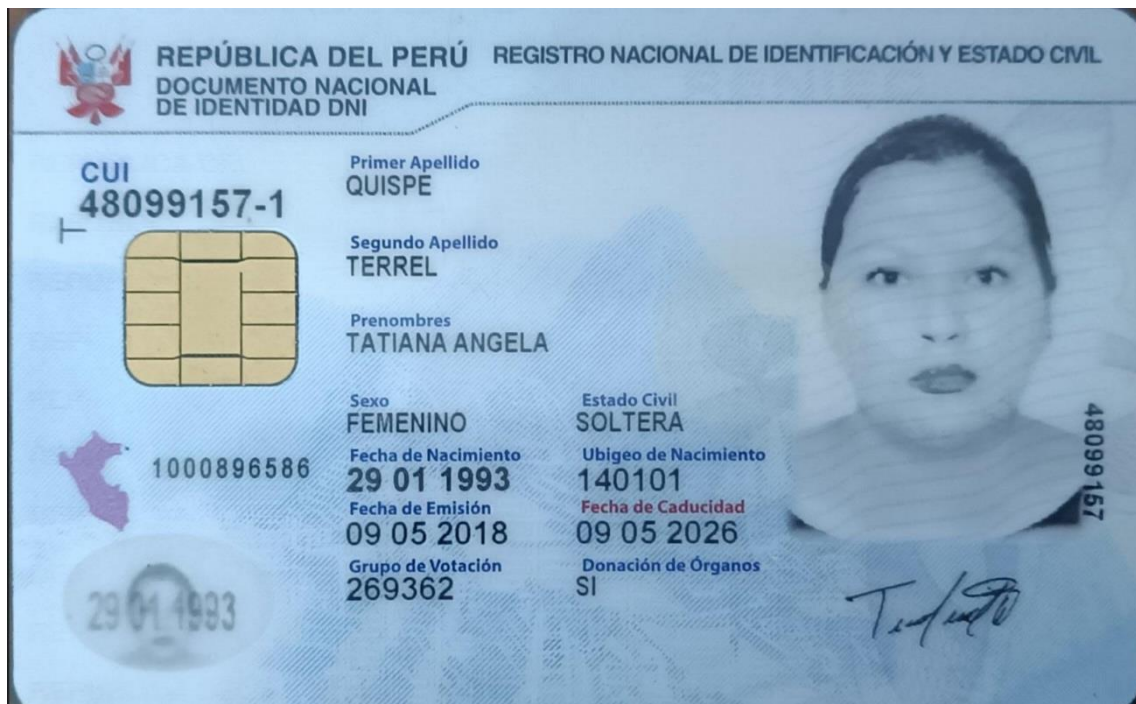 REPÚBLICA DEL PERÚ REGISTRO NACIONAL DE IDENTIFICACIÓN Y ESTADO CIVIL
DOCUMENTO NACIONAL
DE IDENTIDAD DNI
CUI
48099157-1
T
Primer Apellido
QUISPE
Segundo Apellido
TERREL
Prenombres
TATIANA ANGELA
Sexo
FEMENINO
Estado Civil
SOLTERA
Fecha de Nacimiento
29 01 1993
Ubigeo de Nacimiento
140101
Fecha de Emisión
09 05 2018
Fecha de Caducidad
09 05 2026
Grupo de Votación
269362
Donación de Órganos
SI
1000896586
29 01 1993
48099157